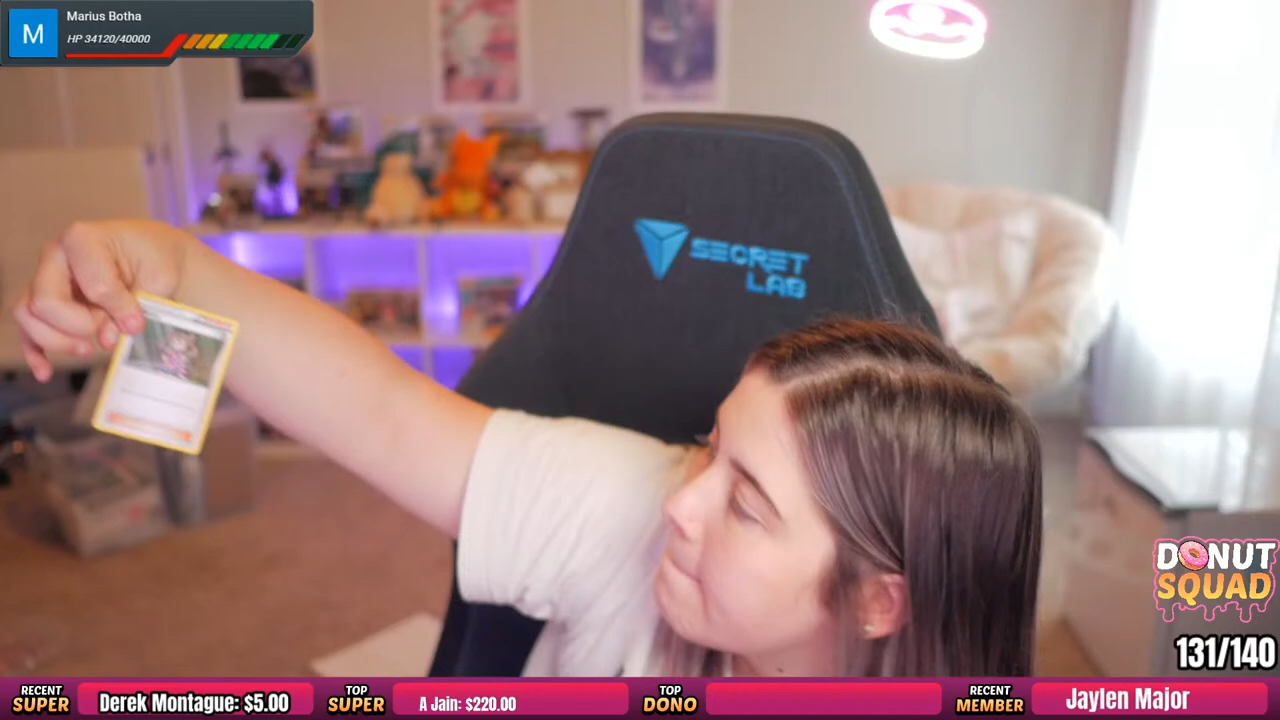 M
Marius Botha
HP 34120/40000
SECRET
LAB
DONUT
SQUAD
131/140
RECENT
SUPER
Derek Montague: $5.00
TOP
SUPER
A Jain: $220.00
TOP
DONO
RECENT
MEMBER
Jaylen Major